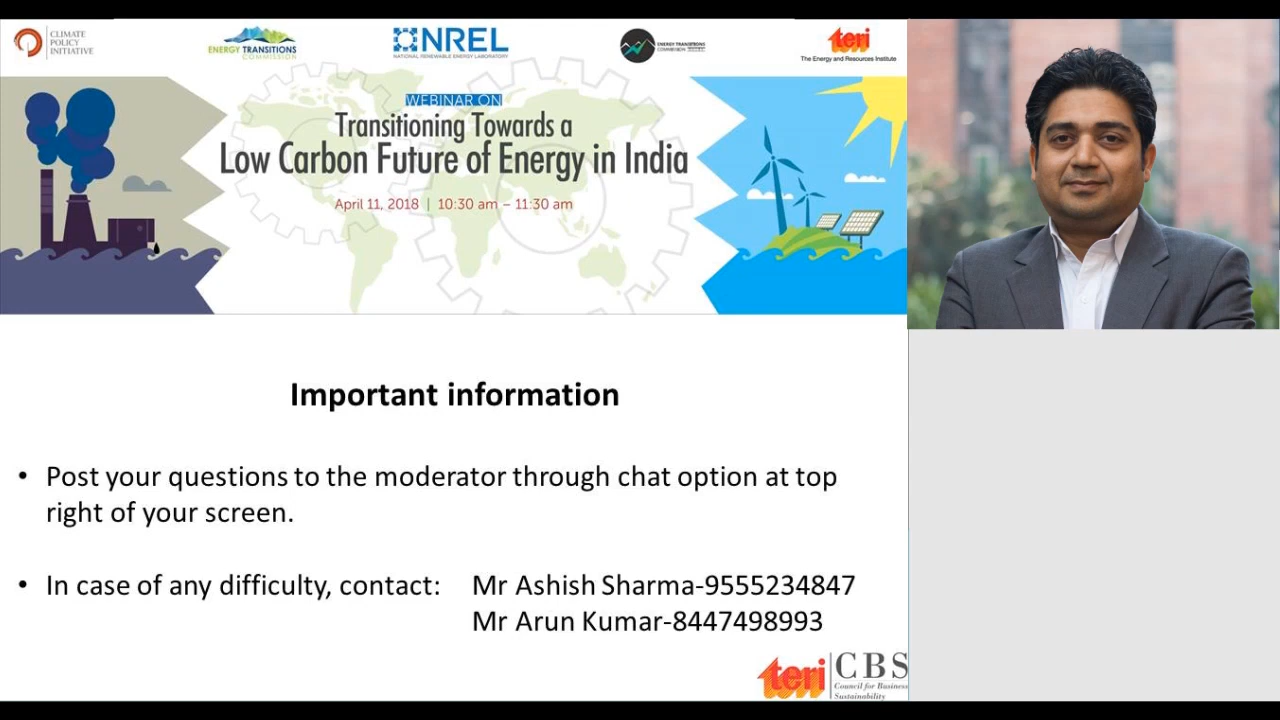 CLIMATE
POLICY
INITIATIVE
ENERGY TRANSITIONS
COMMISSION
NREL
NATIONAL RENEWABLE ENERGY LABORATORY
ENERGY TRANSITIONS
teri
The Energy and Resources Institute
WEBINAR ON
Transitioning Towards a
Low Carbon Future of Energy in India
April 11, 2018 | 10:30 am – 11:30 am
Important information
• Post your questions to the moderator through chat option at top
right of your screen.
• In case of any difficulty, contact: Mr Ashish Sharma-9555234847
Mr Arun Kumar-8447498993
teri
CBS
Council for Business
Sustainability